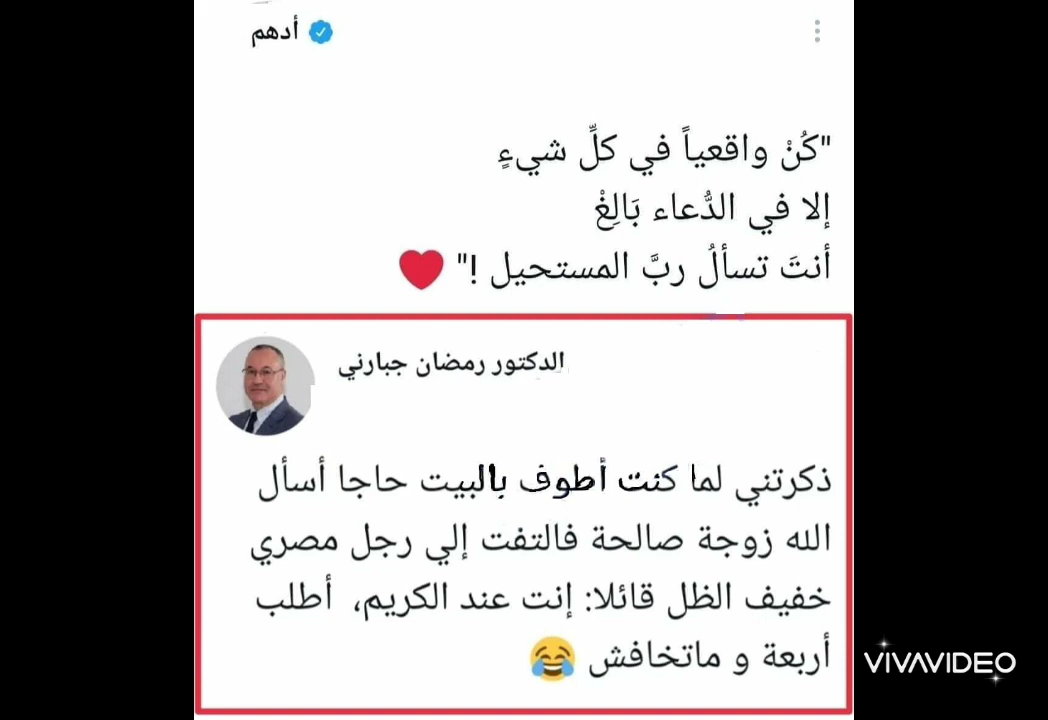 أدهم
"كُنْ واقعياً في كلِّ شيءٍ
إلا في الدُّعاء بَالِغْ
أنتَ تسألُ ربَّ المستحيل !" ❤️
الدكتور رمضان جبارني
ذكرتني لما كنت أطوف بالبيت حاجا أسأل
الله زوجة صالحة فالتفت إلي رجل مصري
خفيف الظل قائلا: إنت عند الكريم، أطلب
أربعة و ماتخافش 😂
VIVAVIDEO